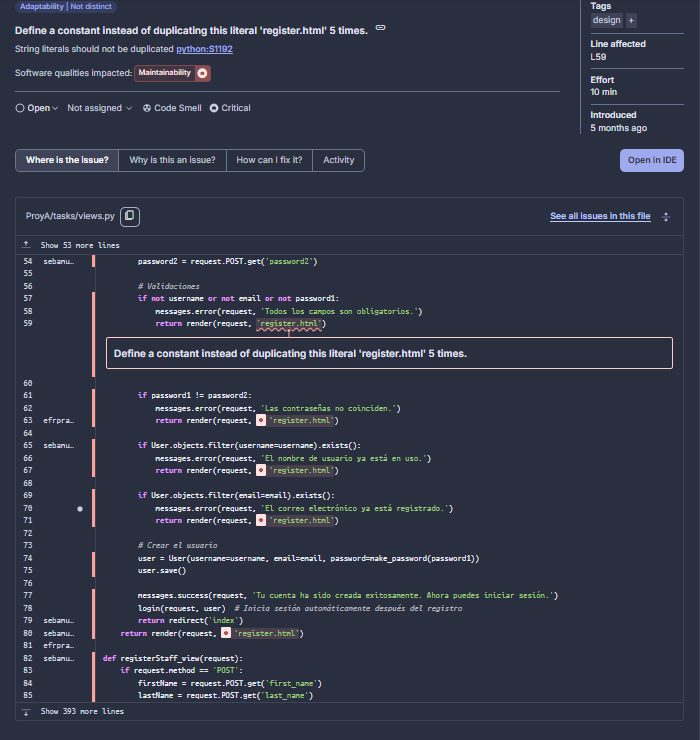 Adaptability | Not distinct
Define a constant instead of duplicating this literal 'register.html' 5 times.
String literals should not be duplicated python:S1192
Software qualities impacted: Maintainability
Open Not assigned Code Smell Critical
Tags
design +
Line affected
L59
Effort
10 min
Introduced
5 months ago
Where is the issue? Why is this an issue? How can I fix it? Activity
Open in IDE
ProyA/tasks/views.py
See all issues in this file
Show 53 more lines
54 sebamu… password2 = request.POST.get('password2')
55
56 # Validaciones
57 if not username or not email or not password1:
58 messages.error(request, 'Todos los campos son obligatorios.')
59 return render(request, 'register.html')
Define a constant instead of duplicating this literal 'register.html' 5 times.
60
61 if password1 != password2:
62 messages.error(request, 'Las contraseñas no coinciden.')
63 efrpra… return render(request, 'register.html')
64
65 sebamu… if User.objects.filter(username=username).exists():
66 messages.error(request, 'El nombre de usuario ya está en uso.')
67 return render(request, 'register.html')
68
69 if User.objects.filter(email=email).exists():
70 messages.error(request, 'El correo electrónico ya está registrado.')
71 return render(request, 'register.html')
72
73 # Crear el usuario
74 user = User(username=username, email=email, password=make_password(password1))
75 user.save()
76
77 messages.success(request, 'Tu cuenta ha sido creada exitosamente. Ahora puedes iniciar sesión.')
78 login(request, user) # Inicia sesión automáticamente después del registro
79 sebamu… return redirect('index')
80 sebamu… return render(request, 'register.html')
81 efrpra…
82 sebamu… def registerStaff_view(request):
83 if request.method == 'POST':
84 firstName = request.POST.get('first_name')
85 lastName = request.POST.get('last_name')
Show 393 more lines